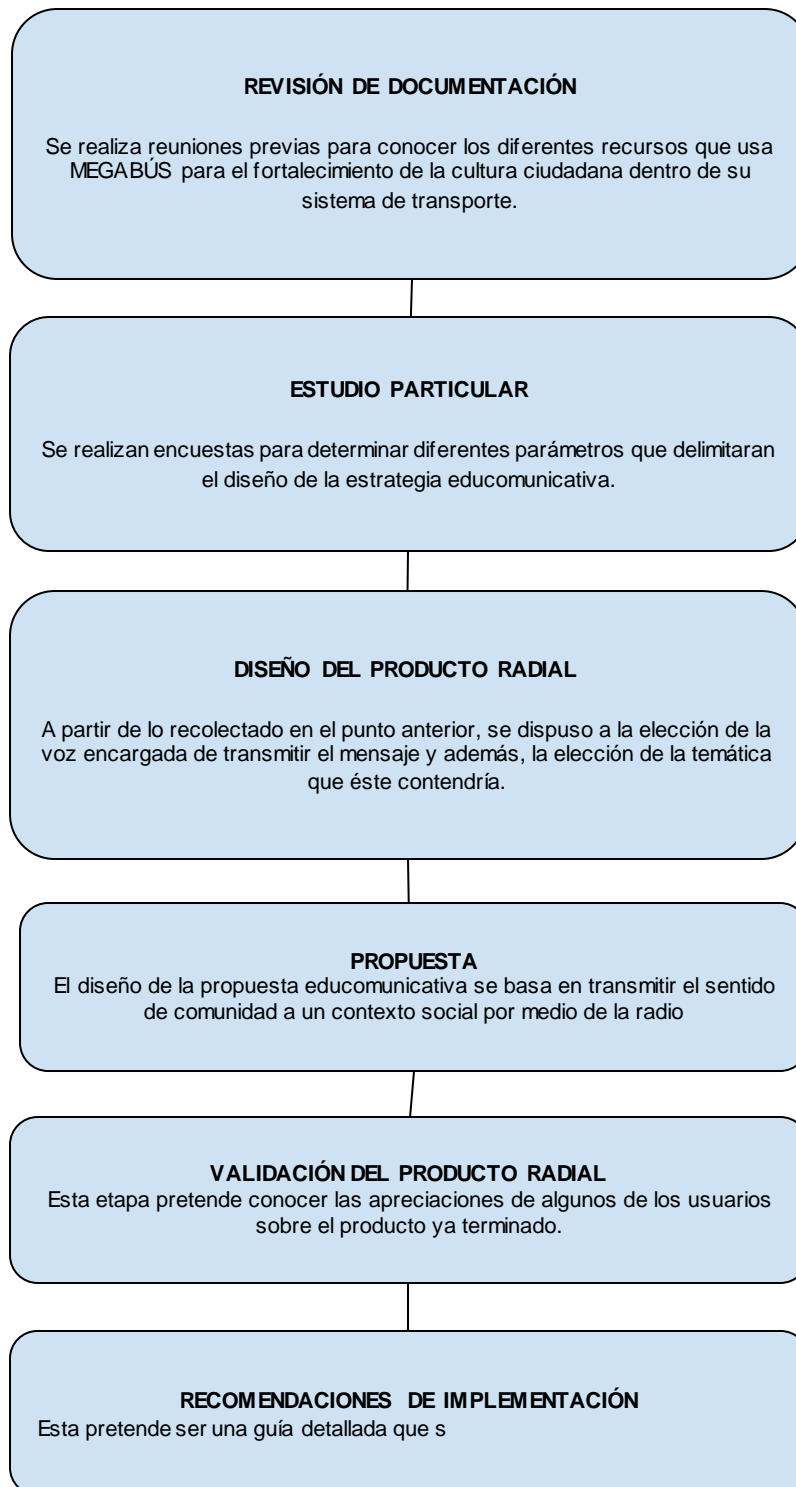 REVISIÓN DE DOCUMENTACIÓN
Se realiza reuniones previas para conocer los diferentes recursos que usa
MEGABÚS para el fortalecimiento de la cultura ciudadana dentro de su
sistema de transporte.
ESTUDIO PARTICULAR
Se realizan encuestas para determinar diferentes parámetros que delimitaran
el diseño de la estrategia educomunicativa.
DISEÑO DEL PRODUCTO RADIAL
A partir de lo recolectado en el punto anterior, se dispuso a la elección de la
voz encargada de transmitir el mensaje y además, la elección de la temática
que éste contendría.
PROPUESTA
El diseño de la propuesta educomunicativa se basa en transmitir el sentido
de comunidad a un contexto social por medio de la radio
VALIDACIÓN DEL PRODUCTO RADIAL
Esta etapa pretende conocer las apreciaciones de algunos de los usuarios
sobre el producto ya terminado.
RECOMENDACIONES DE IMPLEMENTACIÓN
Esta pretende ser una guía detallada que s